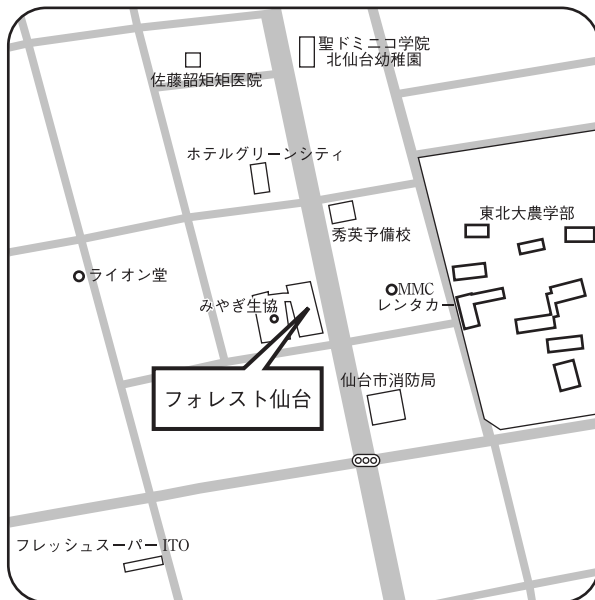 聖ドミニコ学院
北仙台幼稚園
佐藤韶矩矩医院
ホテルグリーンシティ
東北大農学部
秀英予備校
ライオン堂
MMC
レンタカー
みやぎ生協
フォレスト仙台
仙台市消防局
フレッシュスーパーITO